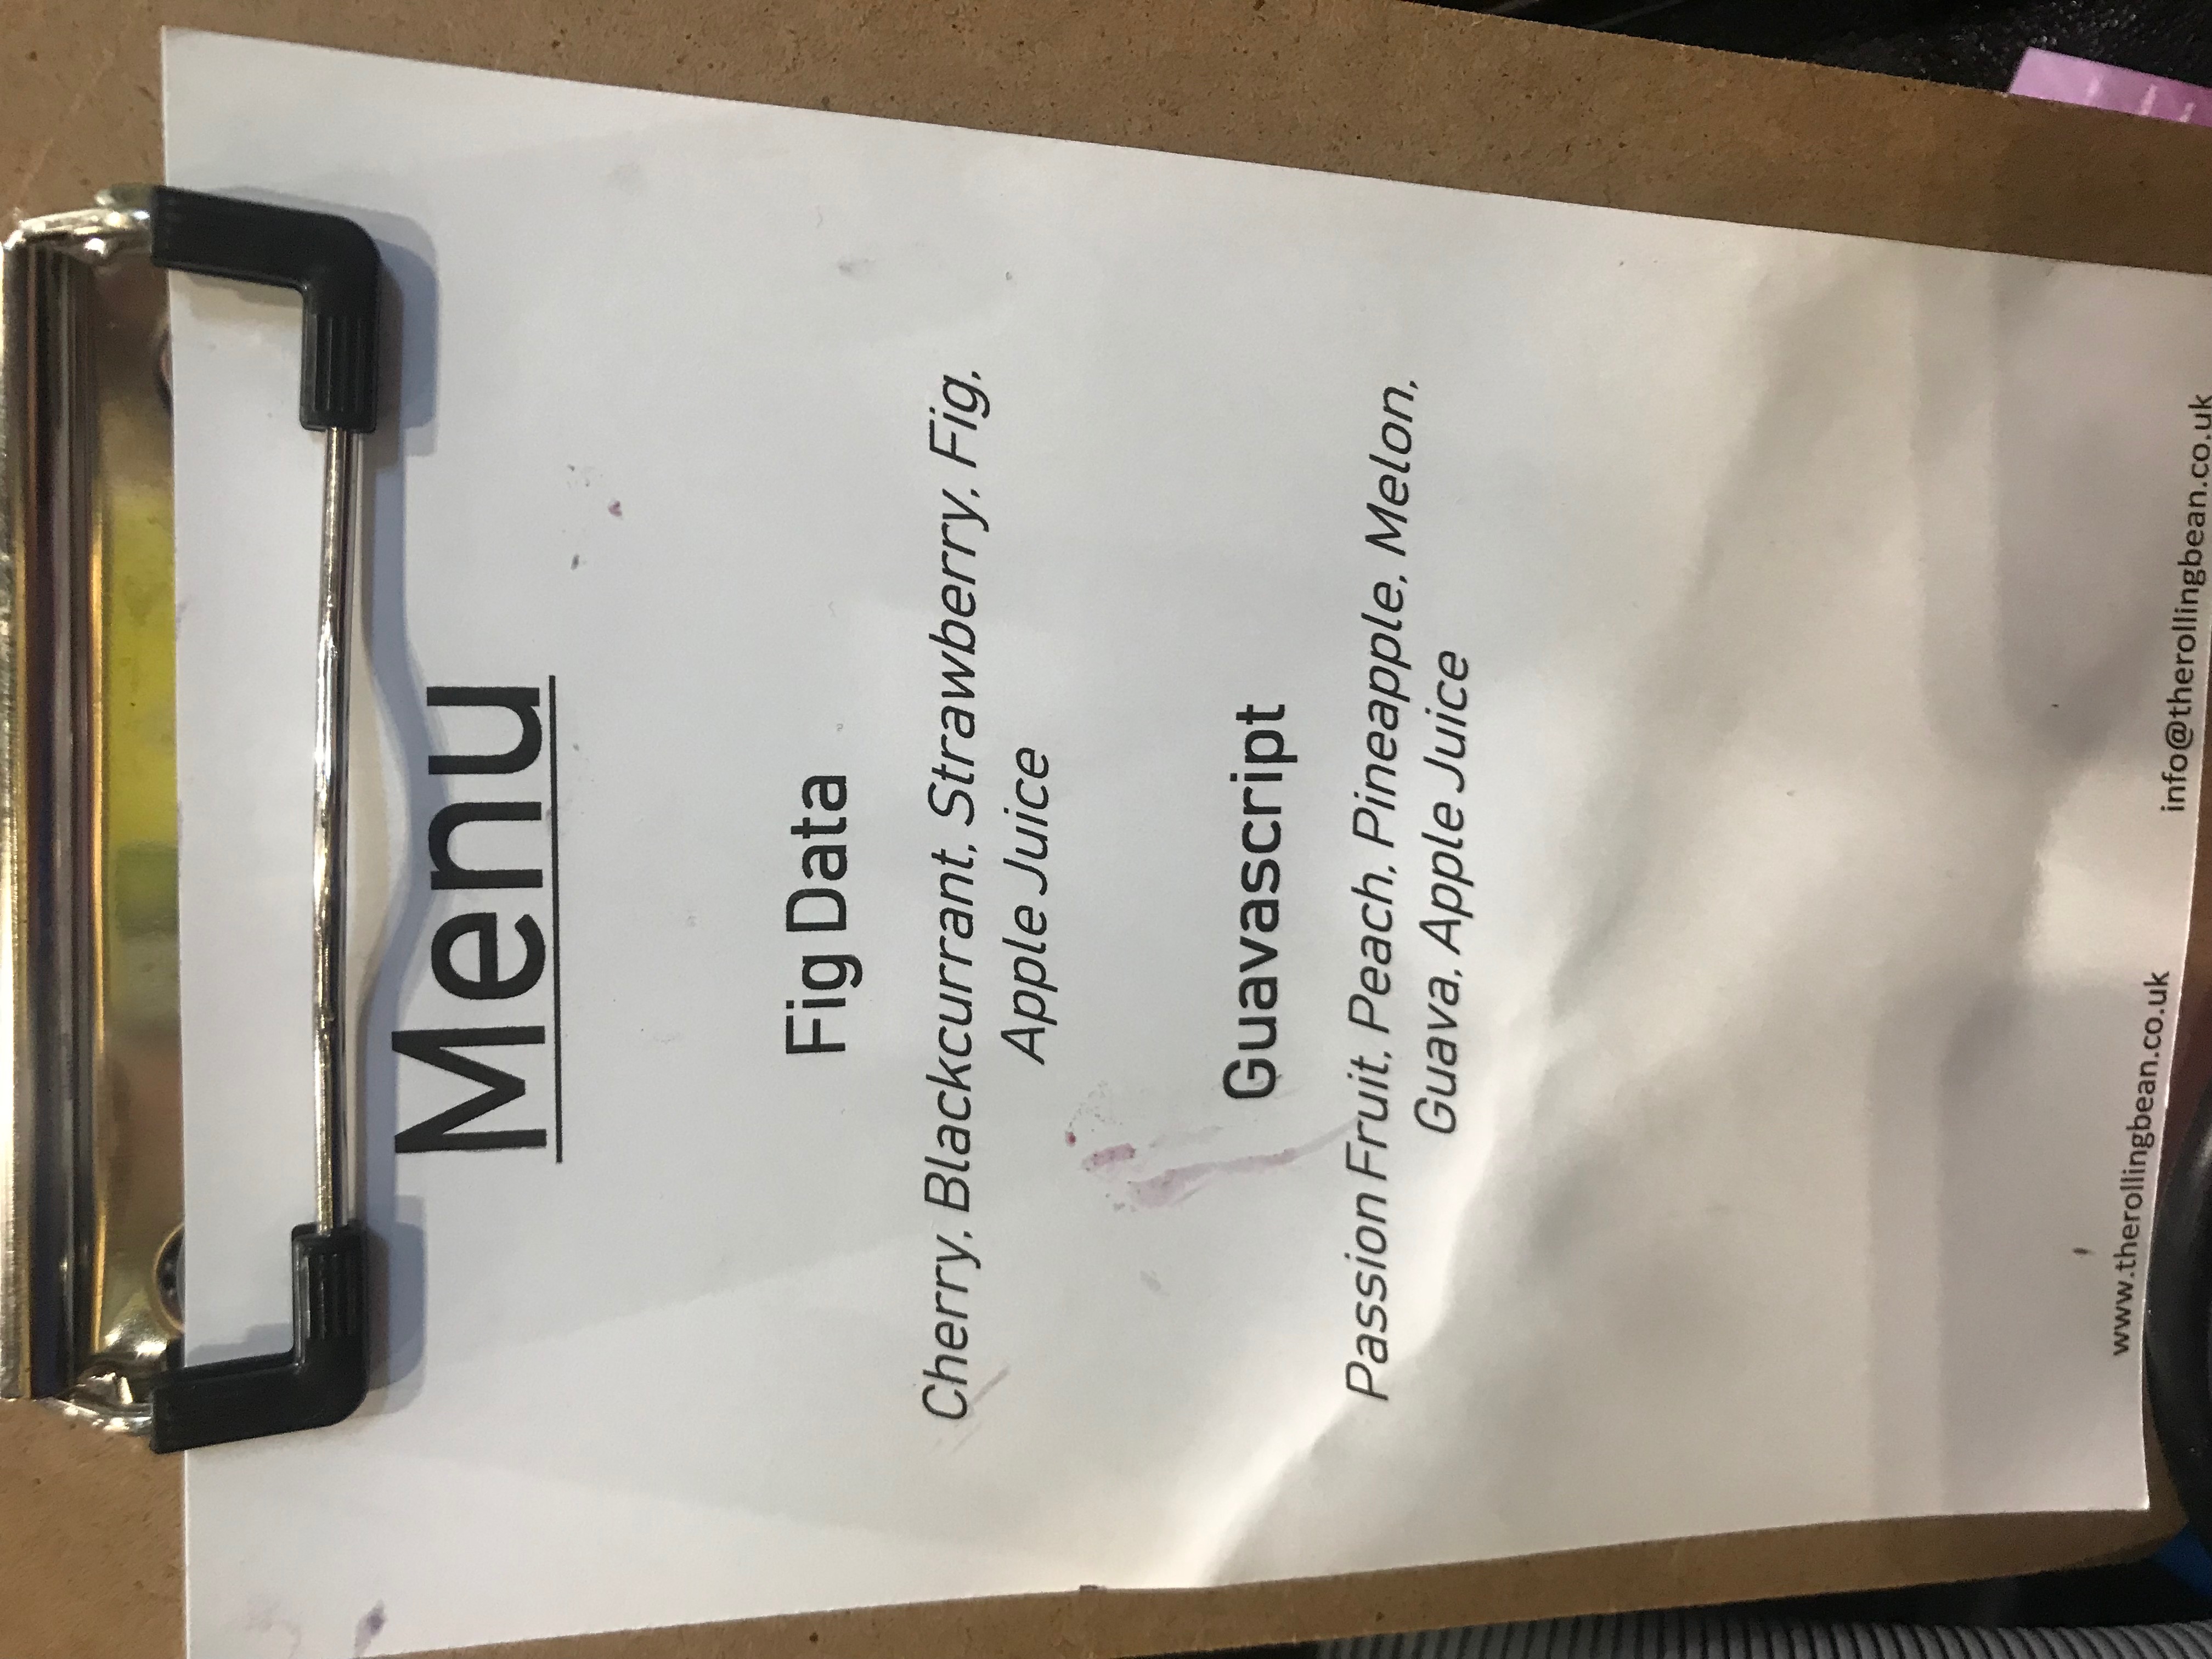 Menu
Fig Data
Cherry, Blackcurrant, Strawberry, Fig,
Apple Juice
Guavascript
Passion Fruit, Peach, Pineapple, Melon,
Guava, Apple Juice
www.therollingbean.co.uk
info@therollingbean.co.uk